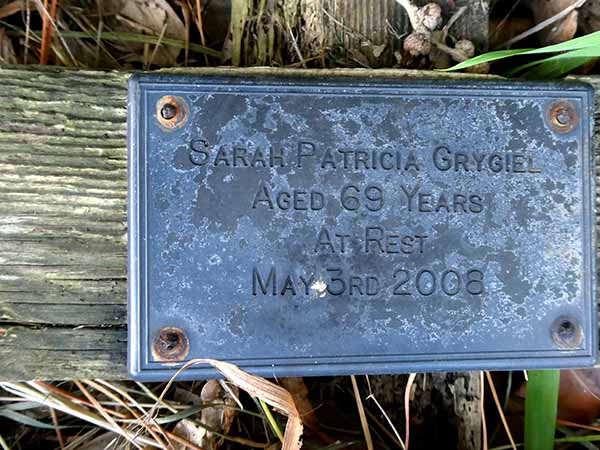 Sarah Patricia Grygiel
Aged 69 Years
At Rest
May 3rd 2008